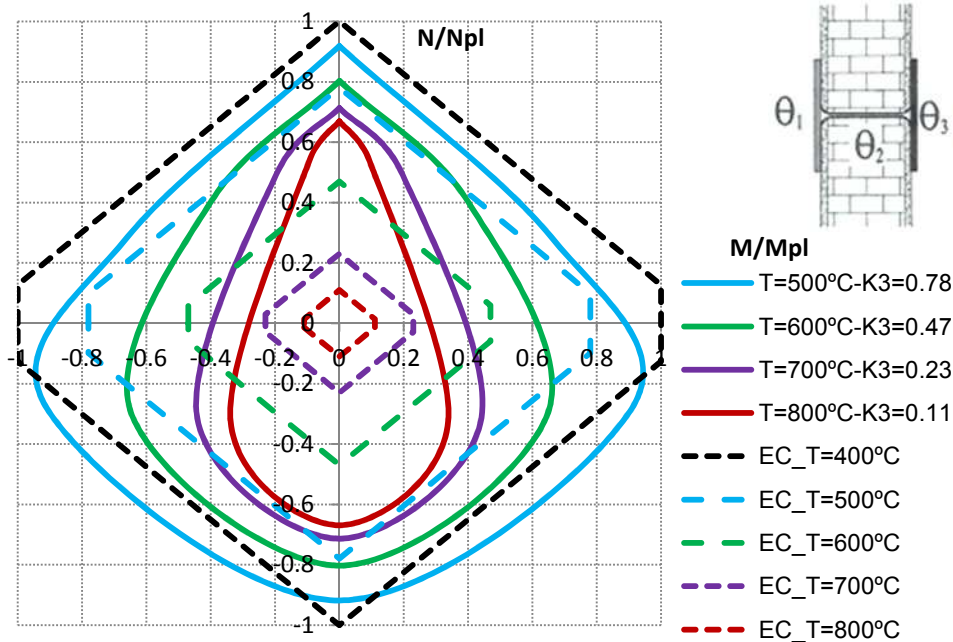 1
N/Npl
0.8
0.6
0.4
0.2
0
-1 -0.8 -0.6 -0.4 -0.2 0 0.2 0.4 0.6 0.8 1
-0.2
-0.4
-0.6
-0.8
-1
θ1
θ2
θ3
M/Mpl
T=500ºC-K3=0.78
T=600ºC-K3=0.47
T=700ºC-K3=0.23
T=800ºC-K3=0.11
EC_T=400ºC
EC_T=500ºC
EC_T=600ºC
EC_T=700ºC
EC_T=800ºC